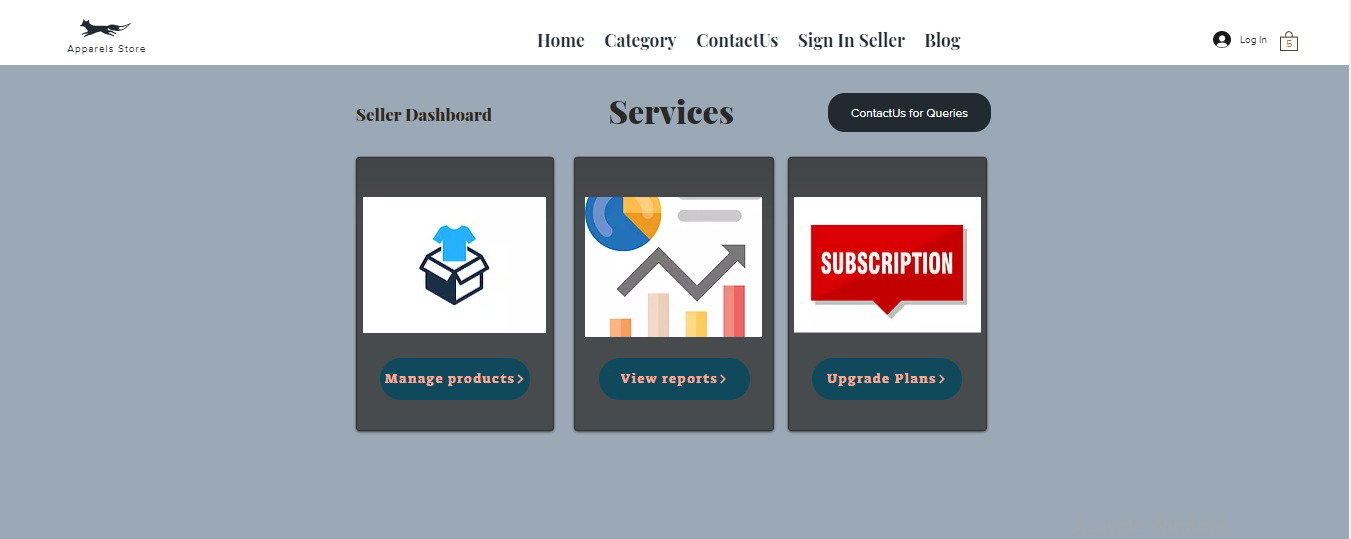 Apparels Store
Home Category ContactUs Sign In Seller Blog
Log In
5
Seller Dashboard
Services
ContactUs for Queries
SUBSCRIPTION
Manage products
View reports
Upgrade Plans